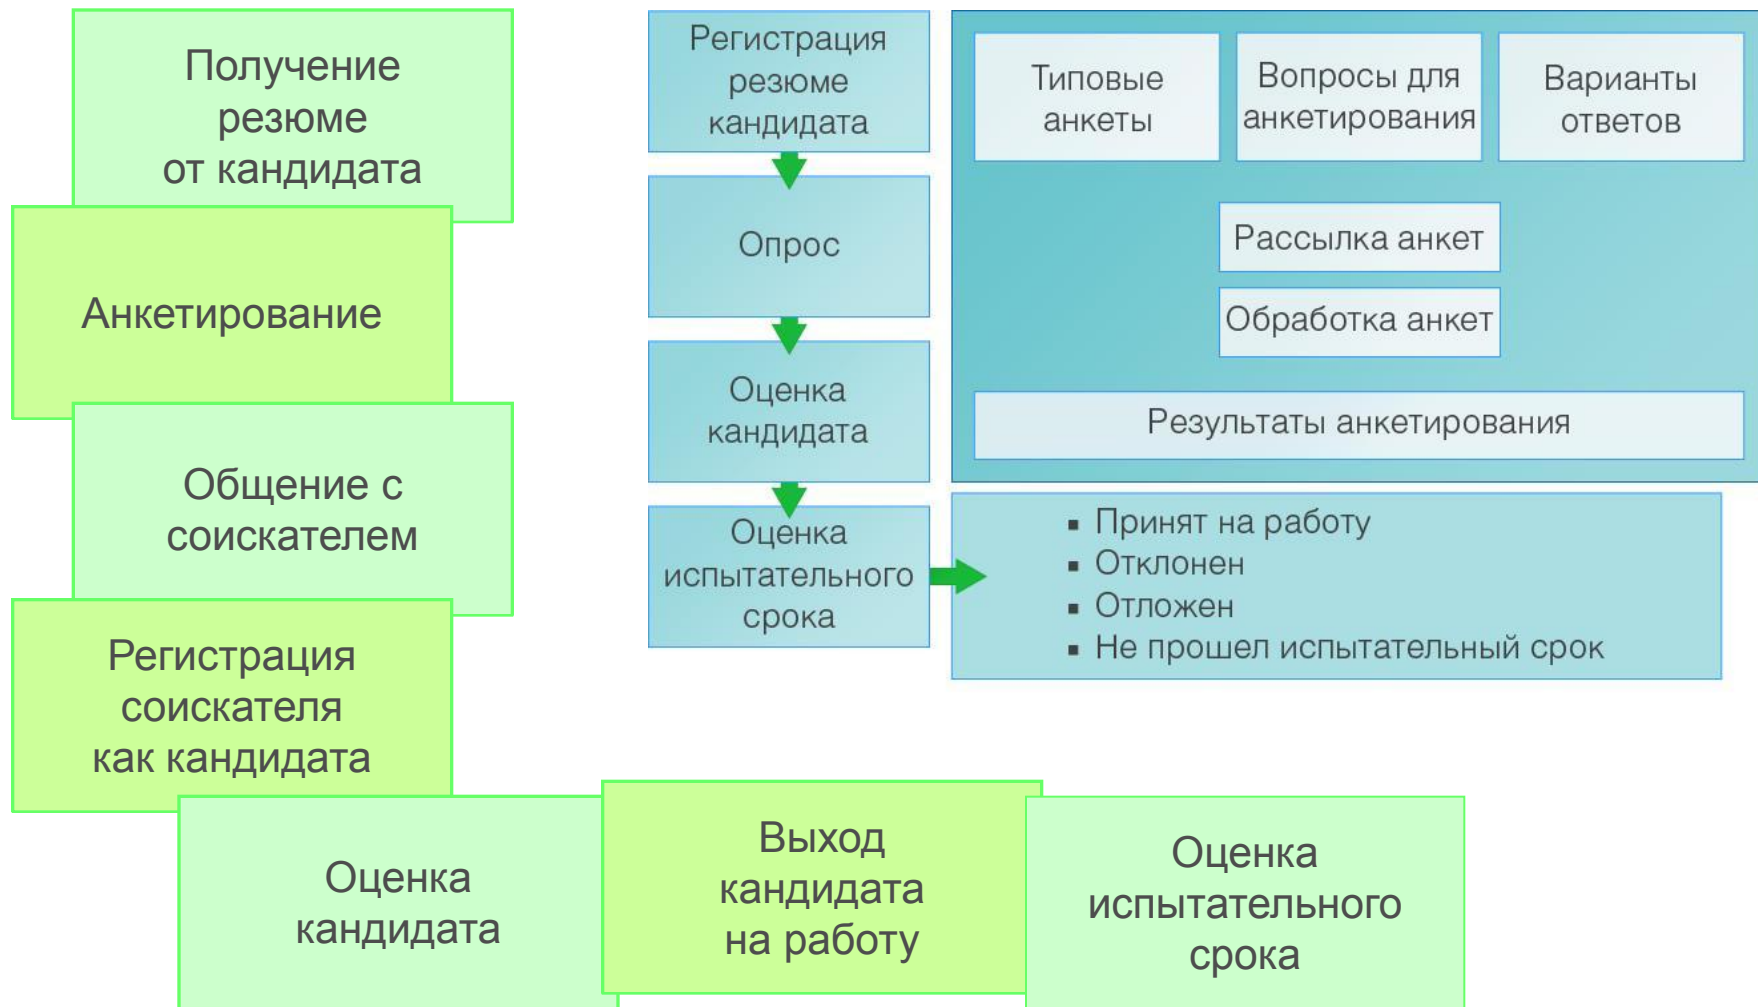 Получение
резюме
от кандидата
Анкетирование
Общение с
соискателем
Регистрация
соискателя
как кандидата
Оценка
кандидата
Выход
кандидата
на работу
Оценка
испытательного
срока
Регистрация
резюме
кандидата
Опрос
Оценка
кандидата
Оценка
испытательного
срока
Типовые
анкеты
Вопросы для
анкетирования
Варианты
ответов
Рассылка анкет
Обработка анкет
Результаты анкетирования
▪ Принят на работу
▪ Отклонен
▪ Отложен
▪ Не прошел испытательный срок